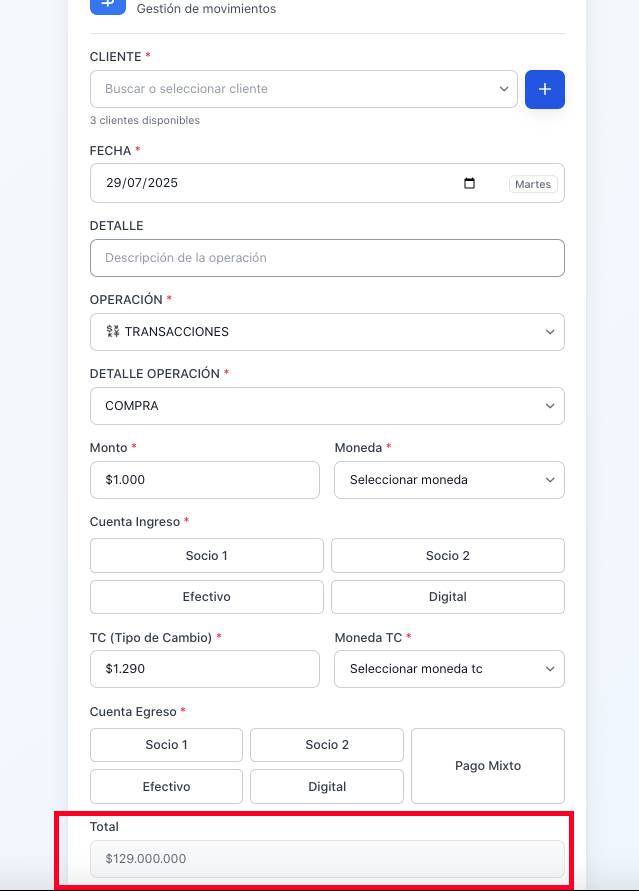 Gestión de movimientos
CLIENTE *
Buscar o seleccionar cliente
+
3 clientes disponibles
FECHA *
29/07/2025 Martes
DETALLE
Descripción de la operación
OPERACIÓN *
TRANSACCIONES
DETALLE OPERACIÓN *
COMPRA
Monto * Moneda *
$1.000 Seleccionar moneda
Cuenta Ingreso *
Socio 1 Socio 2
Efectivo Digital
TC (Tipo de Cambio) * Moneda TC *
$1.290 Seleccionar moneda tc
Cuenta Egreso *
Socio 1 Socio 2 Pago Mixto
Efectivo Digital
Total
$129.000.000